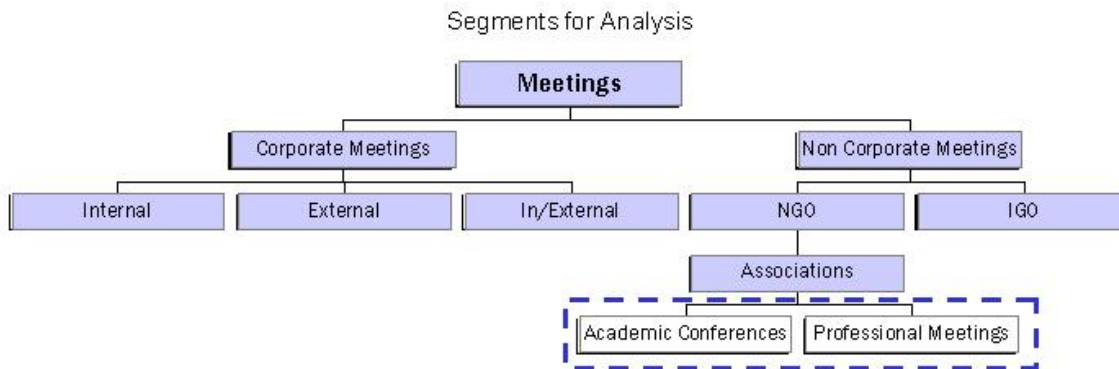 Segments for Analysis
Meetings
Corporate Meetings
Non Corporate Meetings
Internal
External
In/External
NGO
IGO
Associations
Academic Conferences
Professional Meetings